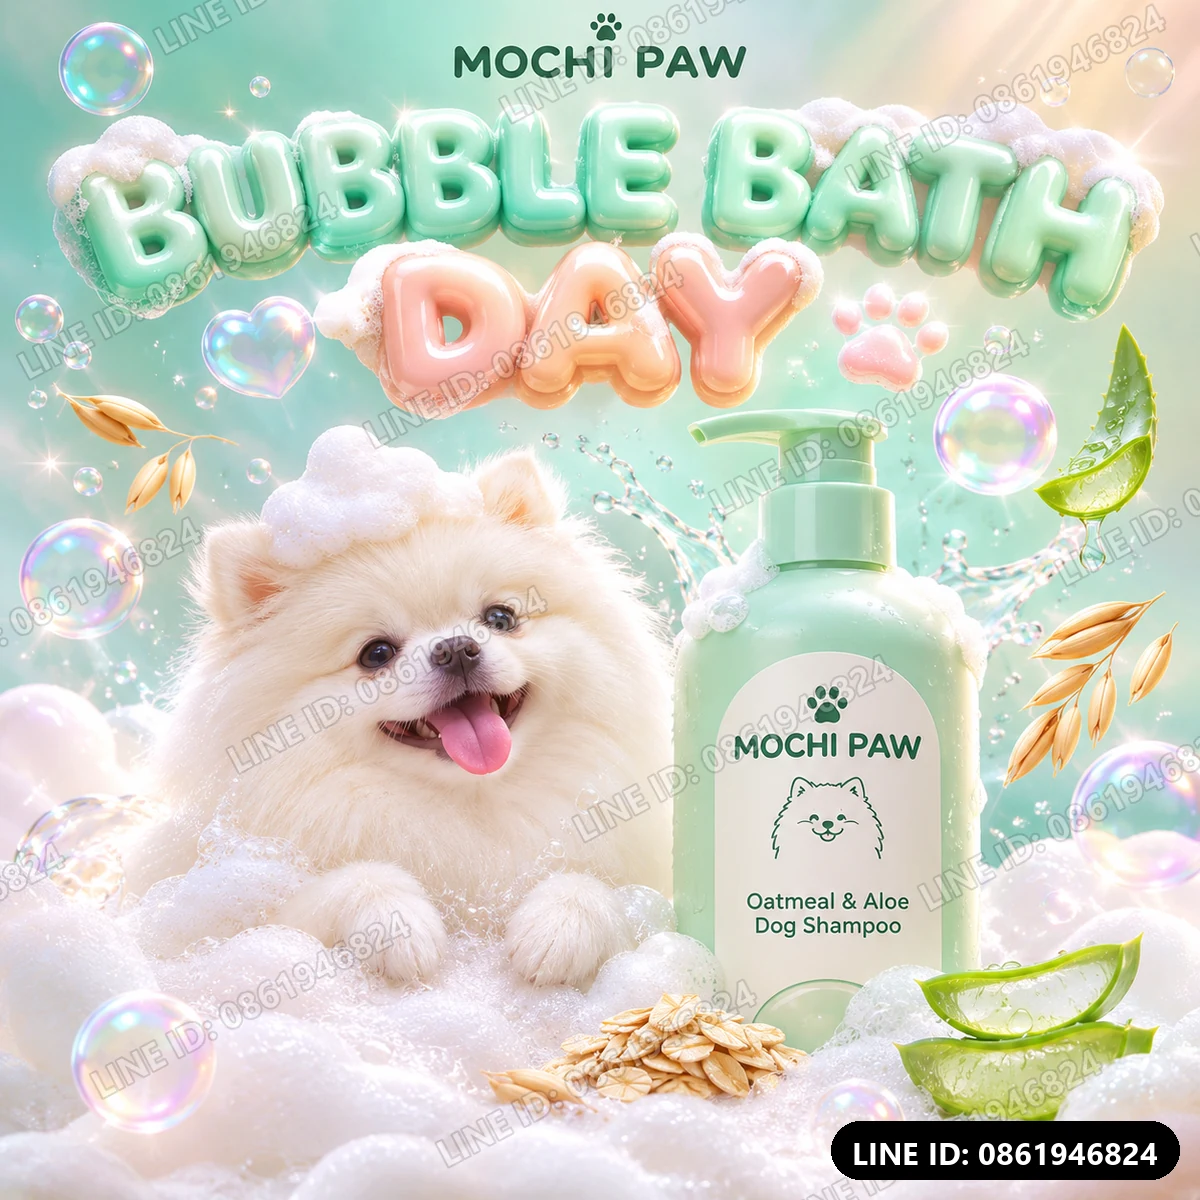 MOCHI PAW
BUBBLE BATH
DAY
MOCHI PAW
Oatmeal & Aloe
Dog Shampoo
LINE ID: 0861946824